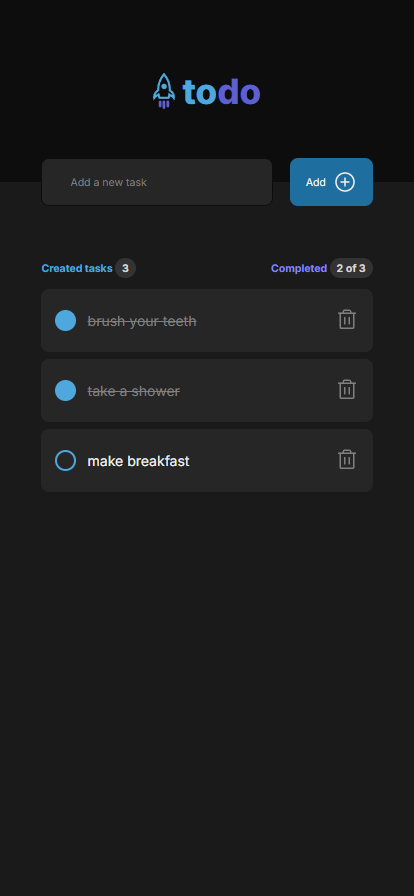 todo
Add a new task
Add
Created tasks 3
Completed 2 of 3
brush your teeth
take a shower
make breakfast